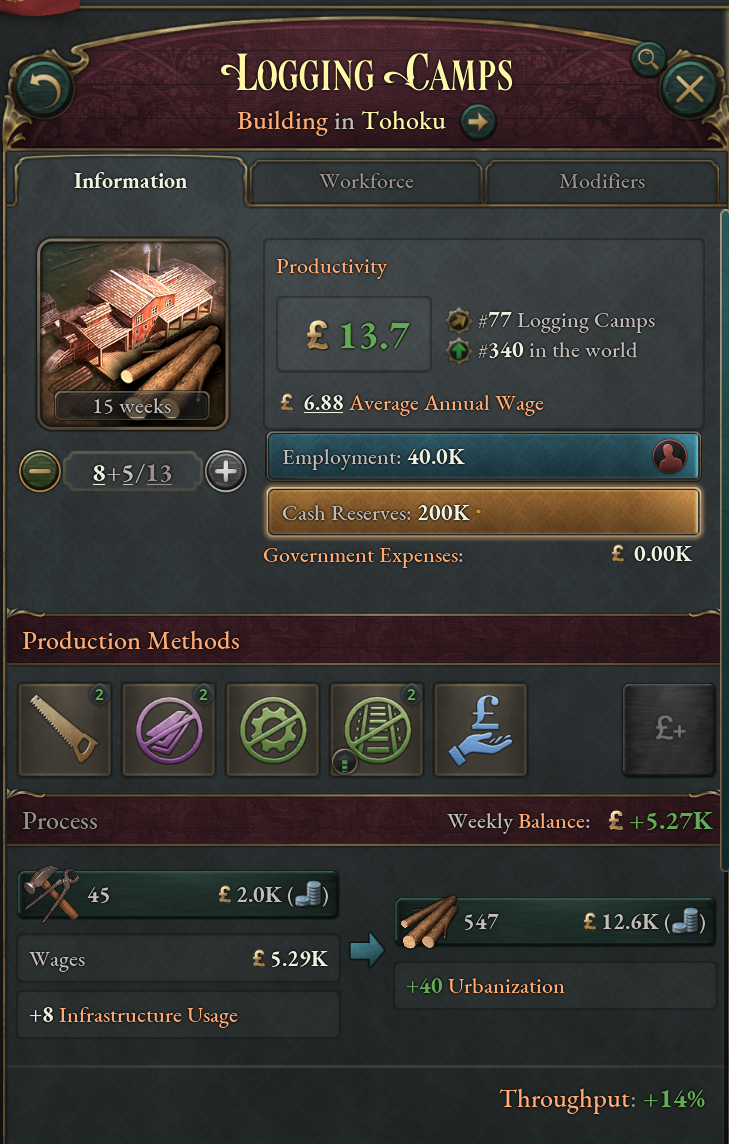 Logging Camps
Building in Tohoku
Information
Workforce
Modifiers
15 weeks
8+5/13
Productivity
£ 13.7
#77 Logging Camps
#340 in the world
£ 6.88 Average Annual Wage
Employment: 40.0K
Cash Reserves: 200K
Government Expenses: £ 0.00K
Production Methods
2
2
2
£
£+
Process
Weekly Balance: £ +5.27K
45 £ 2.0K ( )
Wages £ 5.29K
+8 Infrastructure Usage
547 £ 12.6K ( )
+40 Urbanization
Throughput: +14%